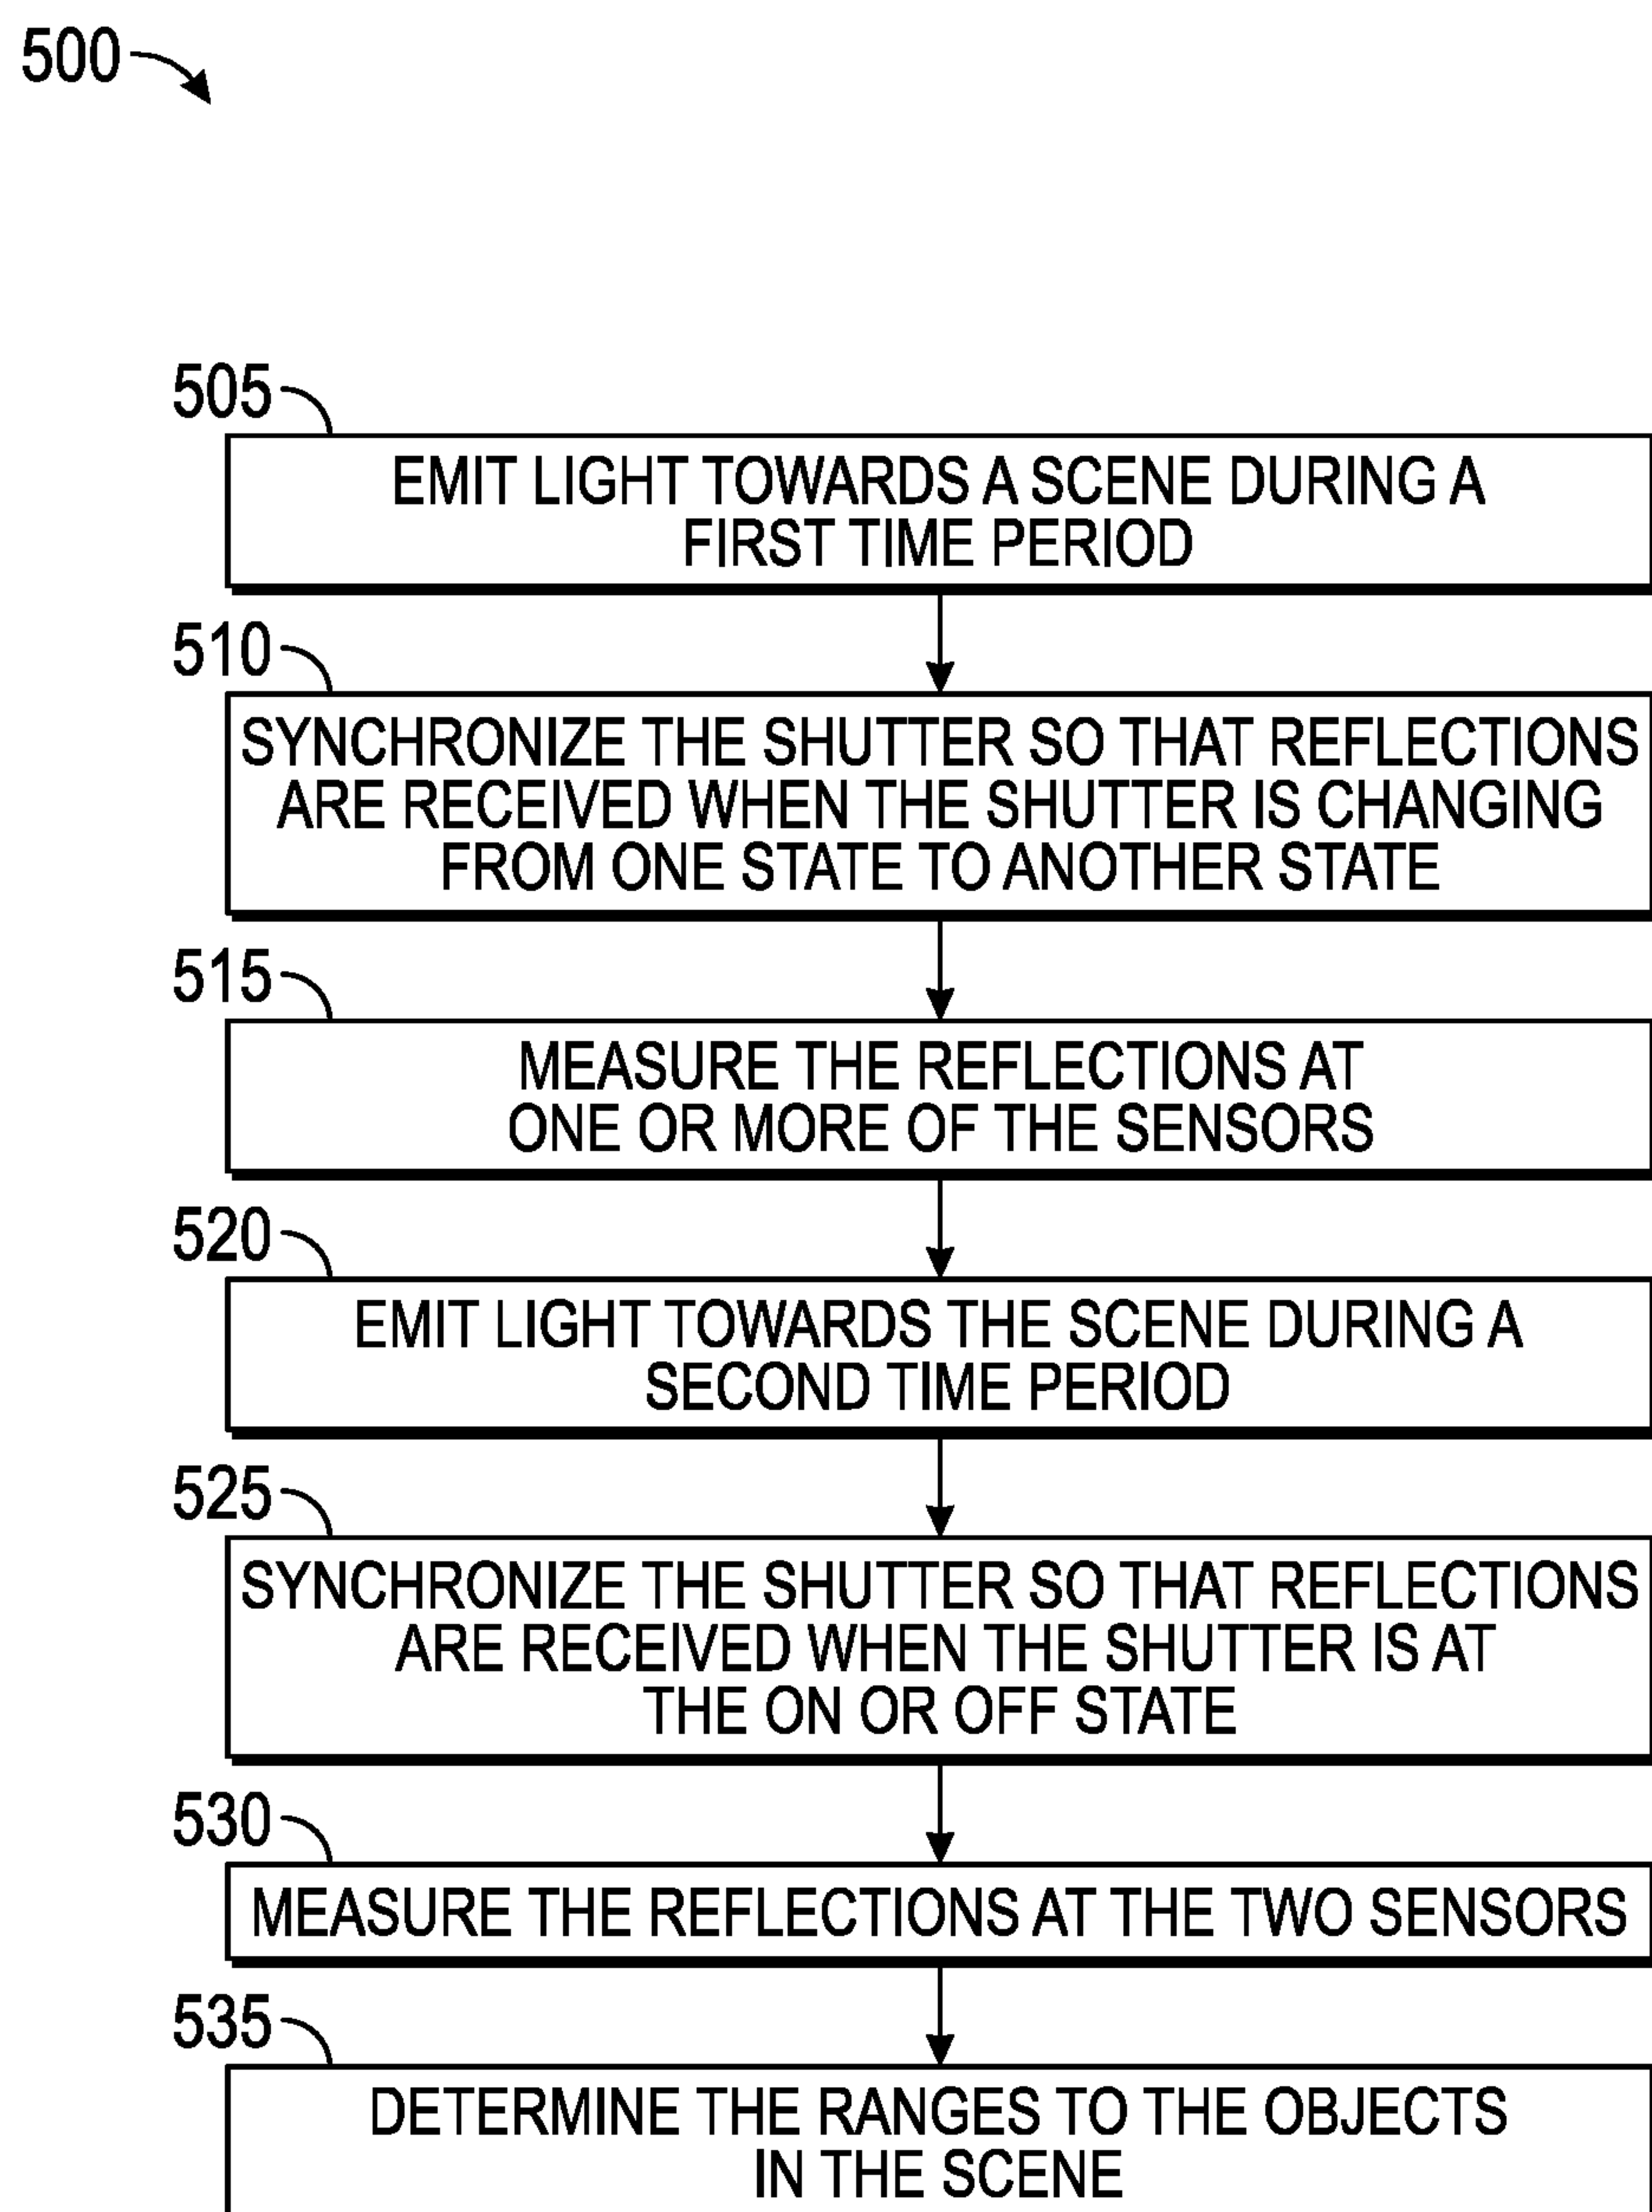 500
505
EMIT LIGHT TOWARDS A SCENE DURING A
FIRST TIME PERIOD
510
SYNCHRONIZE THE SHUTTER SO THAT REFLECTIONS
ARE RECEIVED WHEN THE SHUTTER IS CHANGING
FROM ONE STATE TO ANOTHER STATE
515
MEASURE THE REFLECTIONS AT
ONE OR MORE OF THE SENSORS
520
EMIT LIGHT TOWARDS THE SCENE DURING A
SECOND TIME PERIOD
525
SYNCHRONIZE THE SHUTTER SO THAT REFLECTIONS
ARE RECEIVED WHEN THE SHUTTER IS AT
THE ON OR OFF STATE
530
MEASURE THE REFLECTIONS AT THE TWO SENSORS
535
DETERMINE THE RANGES TO THE OBJECTS
IN THE SCENE